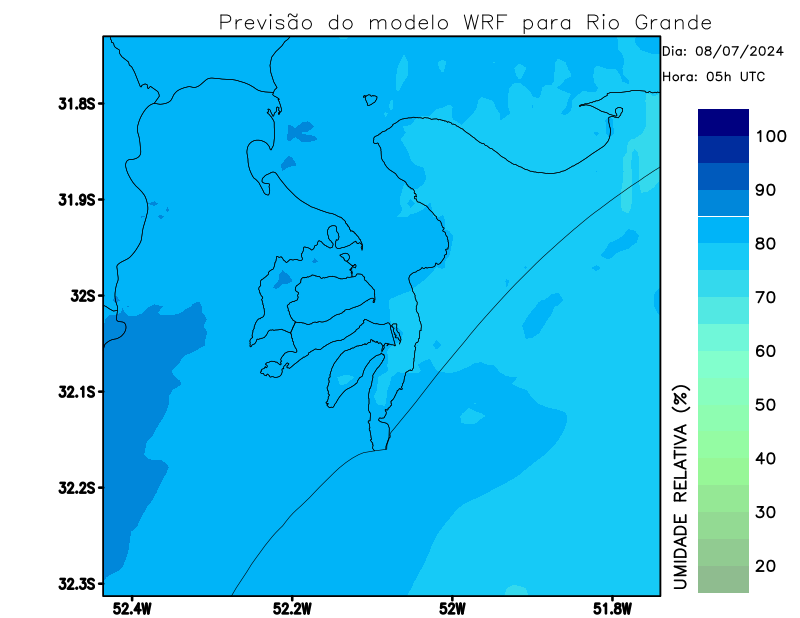 Previsão do modelo WRF para Rio Grande
Dia: 08/07/2024
Hora: 05h UTC
31.8S
31.9S
32S
32.1S
32.2S
32.3S
52.4W 52.2W 52W 51.8W
UMIDADE RELATIVA (%)
100
90
80
70
60
50
40
30
20